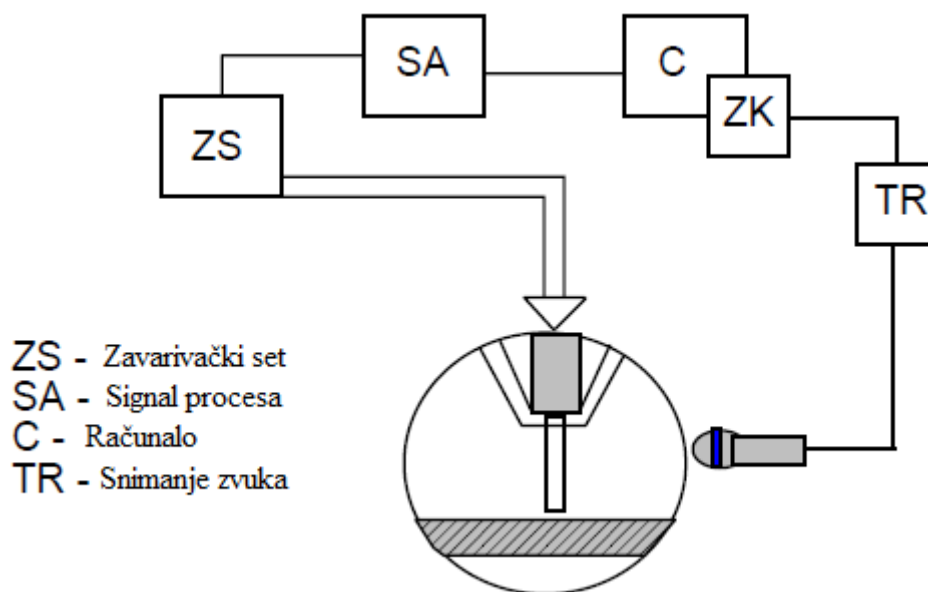 SA
C
ZK
ZS
TR
ZS - Zavarivački set
SA - Signal procesa
C - Računalo
TR - Snimanje zvuka